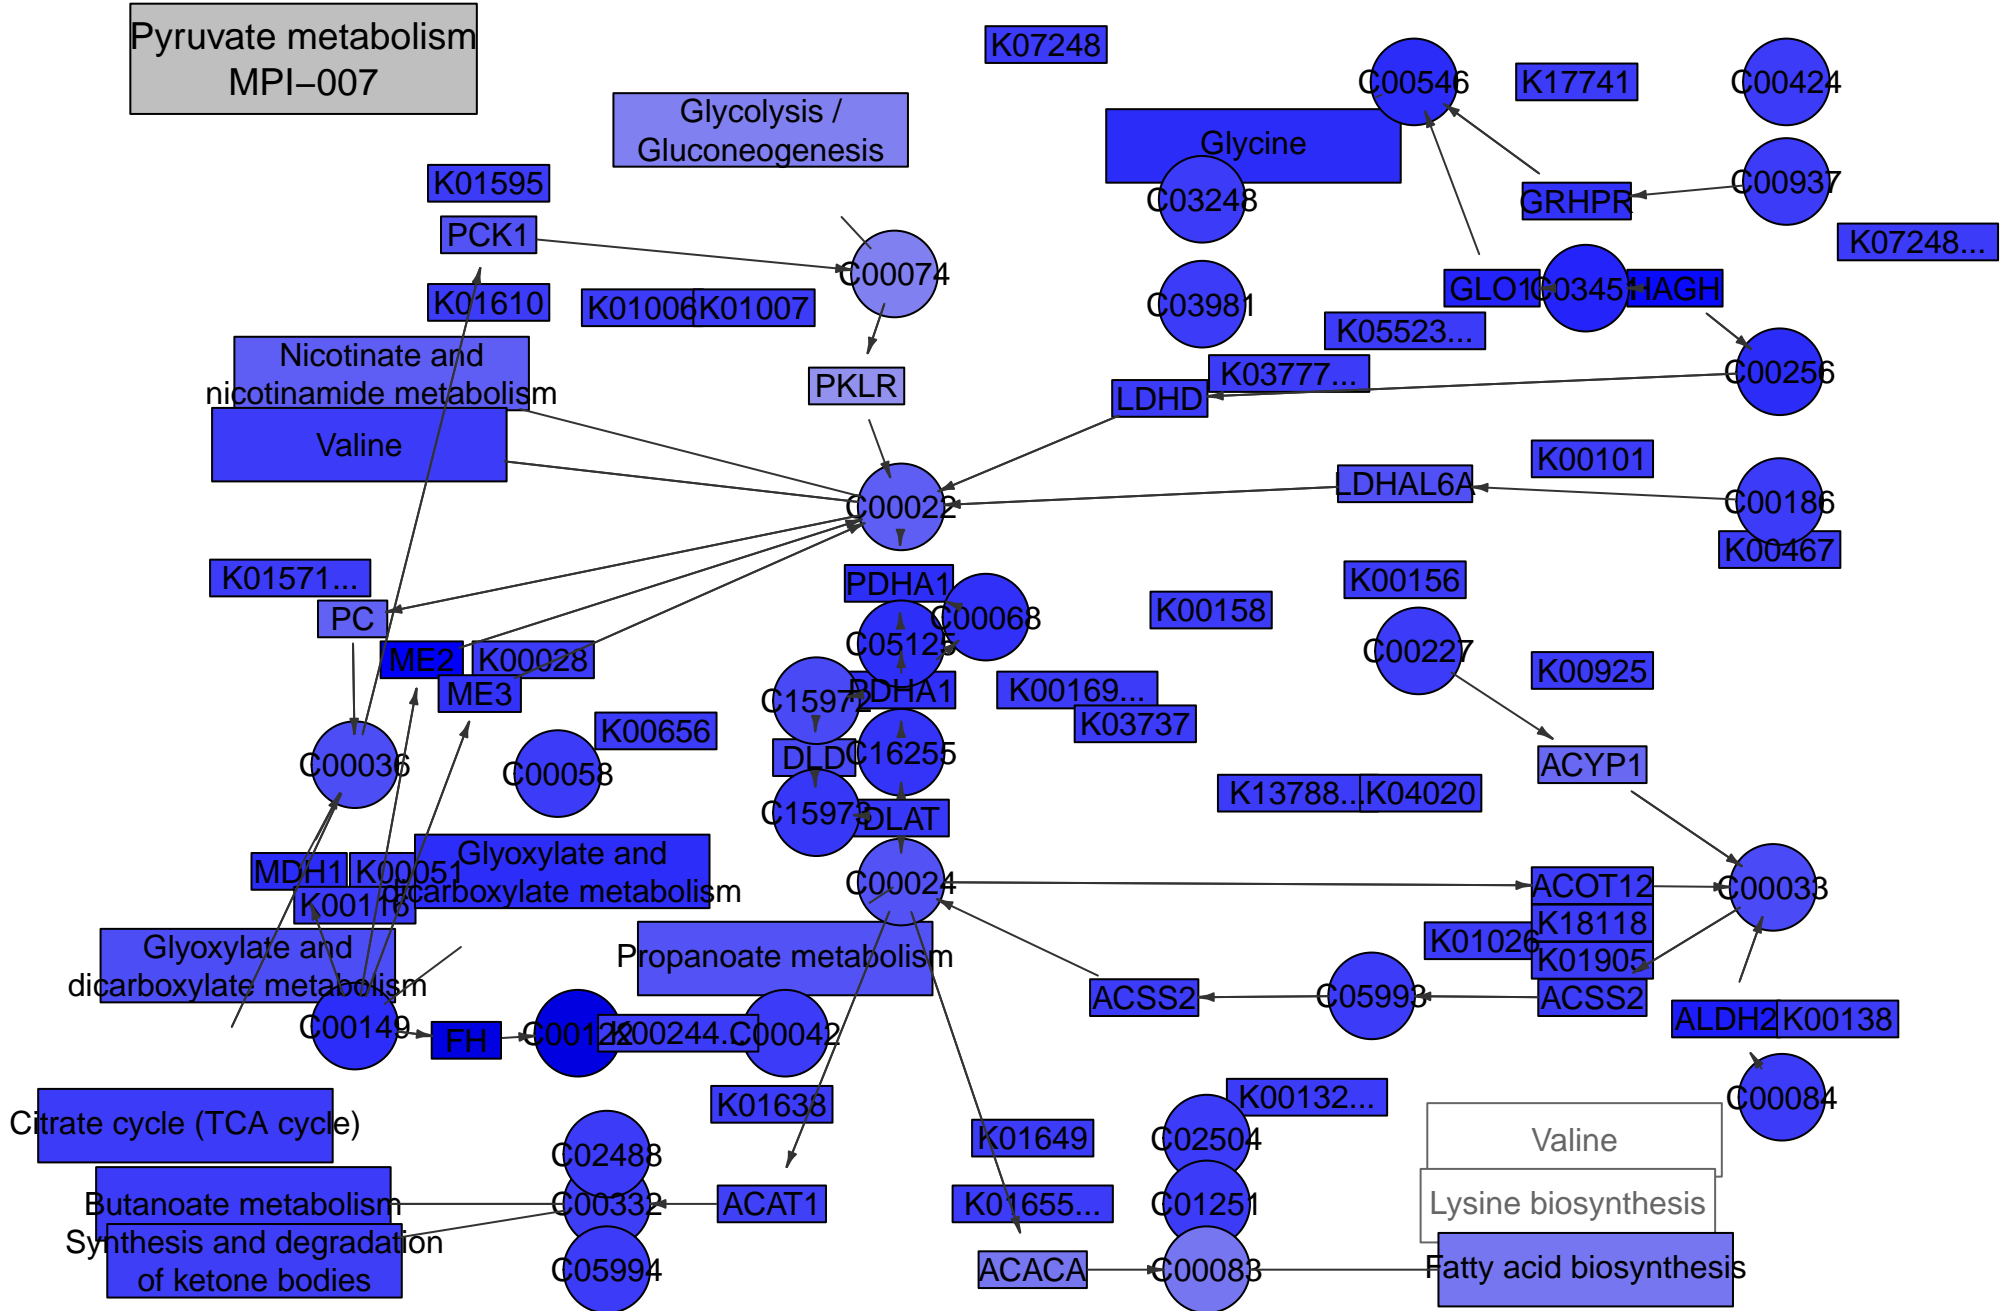 Pyruvate metabolism
MPI−007
K07248
C00546
K17741
C00424
Glycolysis /
Gluconeogenesis
Glycine
K01595
C03248
GRHPR
C00937
PCK1
K07248...
C00074
K01610
K01006
K01007
C03981
GLO1
C03451
HAGH
K05523...
Nicotinate and
nicotinamide metabolism
PKLR
K03777...
LDHD
C00256
Valine
K00101
LDHAL6A
C00186
C00022
K00467
K01571...
PDHA1
K00156
PC
C00068
K00158
C05125
C00227
ME2
K00028
K00925
ME3
C15972
PDHA1
K00169...
K03737
K00656
C00036
C00058
DLD
C16255
ACYP1
K13788...
K04020
C15973
DLAT
MDH1
K00051
Glyoxylate and
dicarboxylate metabolism
C00024
ACOT12
C00033
K00116
K18118
Glyoxylate and
dicarboxylate metabolism
Propanoate metabolism
K01026
K01905
C00149
FH
C00122
K00244...
C00042
ACSS2
C05993
ACSS2
ALDH2
K00138
Citrate cycle (TCA cycle)
K01638
K00132...
C00084
C02488
K01649
C02504
Valine
Butanoate metabolism
C00332
ACAT1
K01655...
C01251
Lysine biosynthesis
Synthesis and degradation
of ketone bodies
C05994
ACACA
C00083
Fatty acid biosynthesis